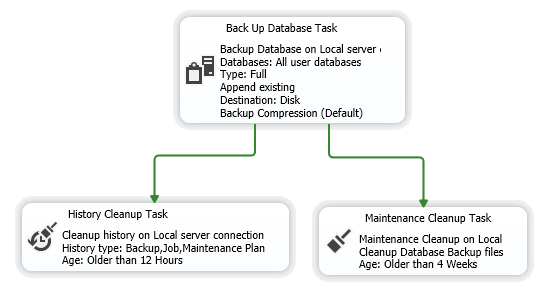 Back Up Database Task
Backup Database on Local server
Databases: All user databases
Type: Full
Append existing
Destination: Disk
Backup Compression (Default)
History Cleanup Task
Cleanup history on Local server connection
History type: Backup,Job,Maintenance Plan
Age: Older than 12 Hours
Maintenance Cleanup Task
Maintenance Cleanup on Local
Cleanup Database Backup files
Age: Older than 4 Weeks